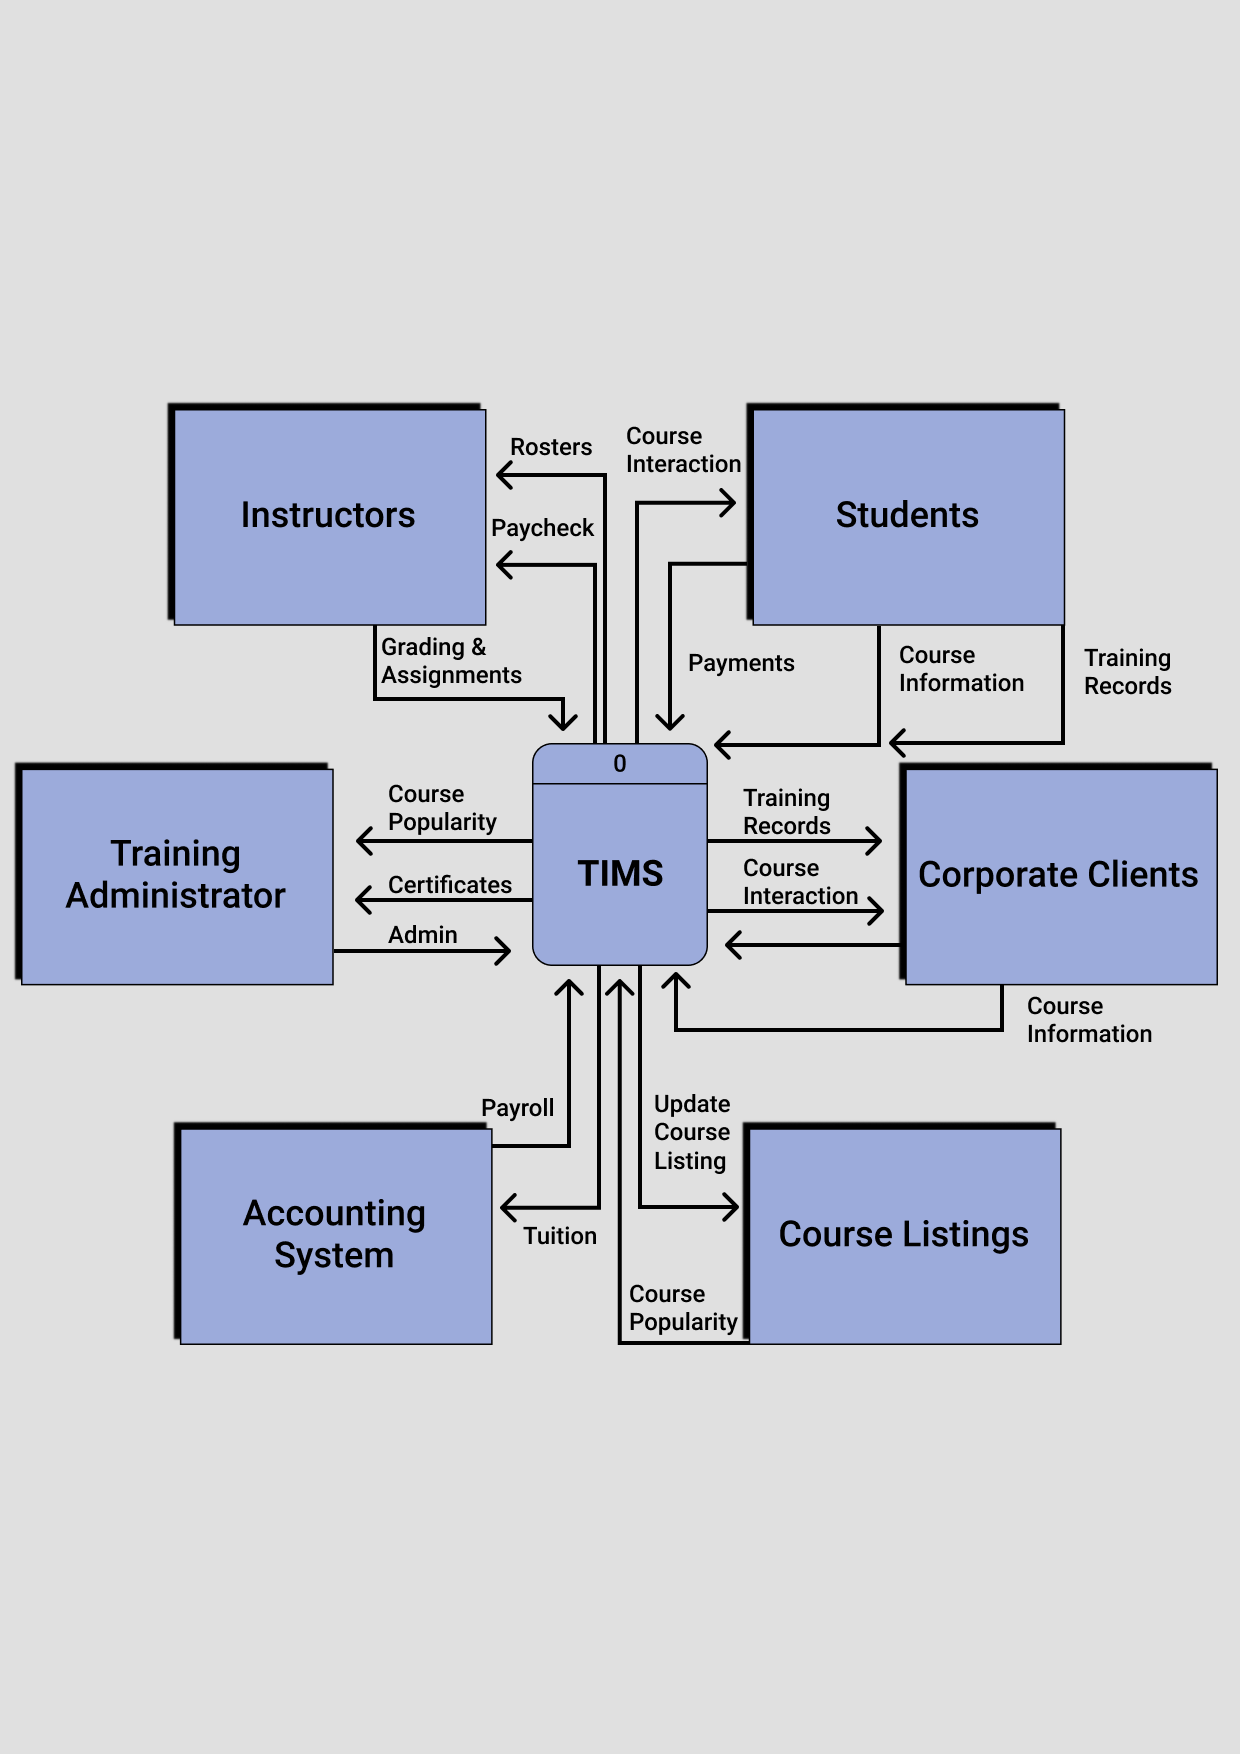 Rosters
Course
Interaction
Instructors
Paycheck
Students
Grading &
Assignments
Payments
Course
Information
Training
Records
0
TIMS
Course
Popularity
Training
Administrator
Certificates
Admin
Training
Records
Course
Interaction
Corporate Clients
Course
Information
Payroll
Update
Course
Listing
Accounting
System
Tuition
Course Listings
Course
Popularity